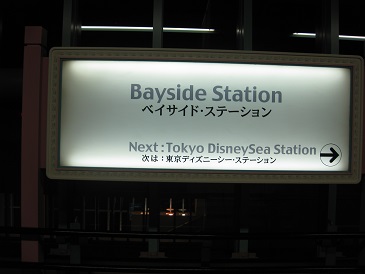 Bayside Station
ベイサイド・ステーション
Next : Tokyo DisneySea Station
次は：東京ディズニーシー・ステーション